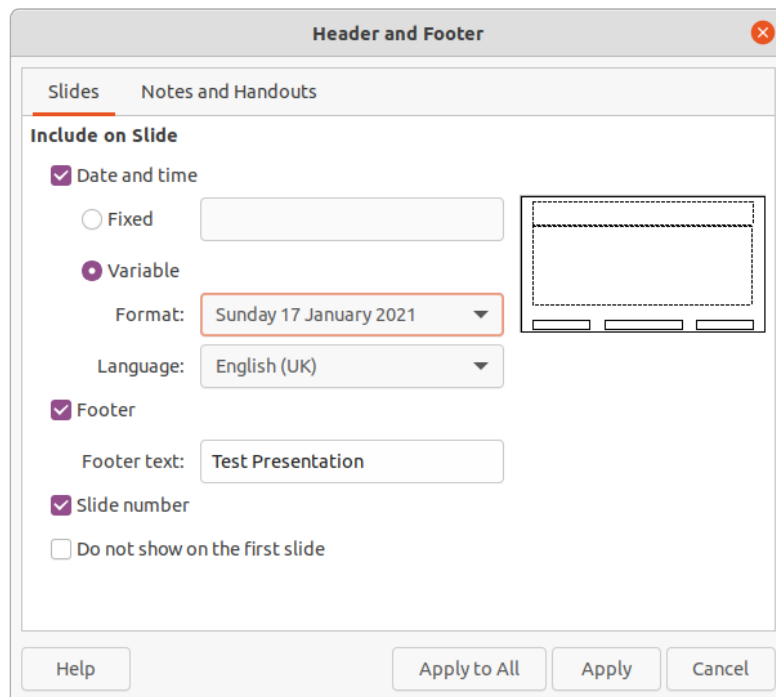 Header and Footer
Slides Notes and Handouts
Include on Slide
Date and time
Fixed
Variable
Format: Sunday 17 January 2021
Language: English (UK)
Footer
Footer text: Test Presentation
Slide number
Do not show on the first slide
Help Apply to All Apply Cancel